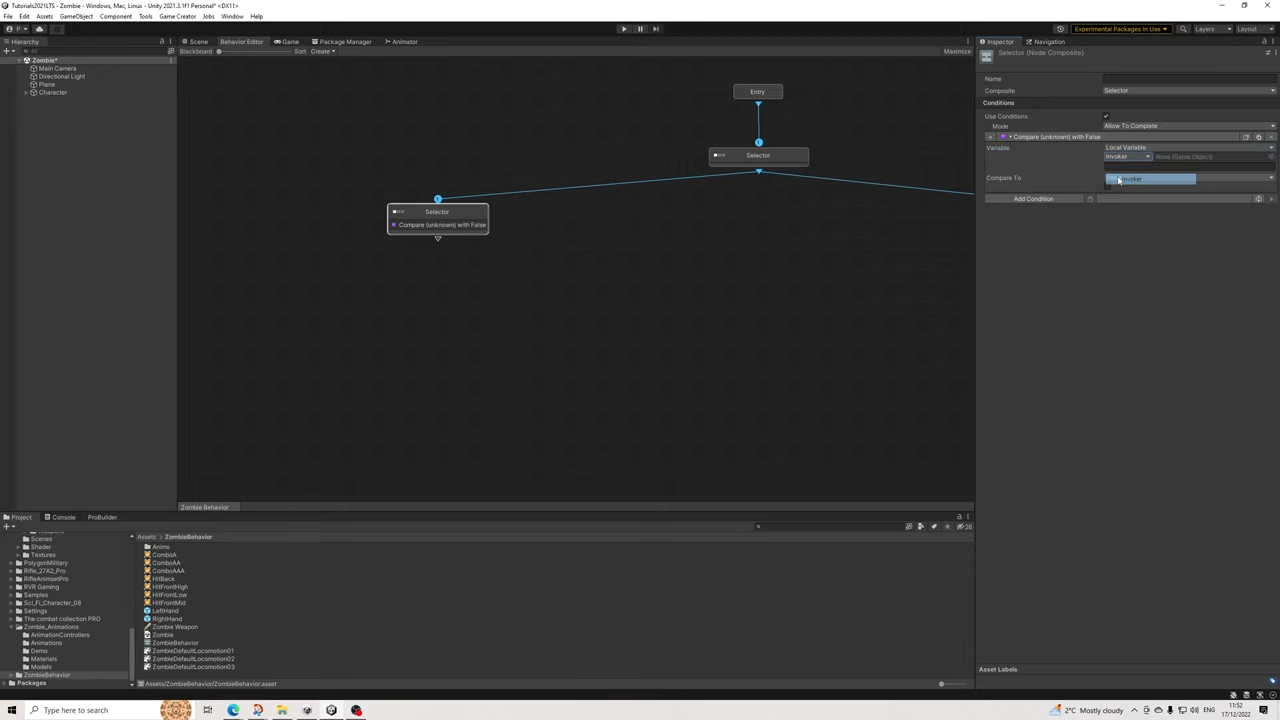 Tutorials2021LTS - Zombie - Windows, Mac, Linux - Unity 2021.3.1f1 Personal* <DX11>
File Edit Assets GameObject Component Tools Game Creator Jobs Window Help
Experimental Packages In Use Layers Layout
Hierarchy
Scene Behavior Editor Game Package Manager Animator
Inspector Navigation
All
Blackboard Sort Create Maximize
Selector (Node Composite)
Zombie*
Main Camera
Directional Light
Plane
Character
Name
Composite Selector
Conditions
Use Conditions
Mode Allow To Complete
Compare (unknown) with False
Variable Local Variable
Invoker None (Game Object)
Compare To
Invoker
Add Condition
Entry
Selector
Selector
Compare (unknown) with False
Zombie Behavior
Project Console ProBuilder
26
Scenes
Shader
Textures
PolygonMilitary
Rifle_27A2_Pro
RifleAnimsetPro
RVR Gaming
Samples
Sci_Fi_Character_08
Settings
The combat collection PRO
Zombie_Animations
AnimationControllers
Animations
Demo
Materials
Models
ZombieBehavior
Packages
Assets > ZombieBehavior
Anims
ComboA
ComboAA
ComboAAA
HitBack
HitFrontHigh
HitFrontLow
HitFrontMid
LeftHand
RightHand
Zombie Weapon
Zombie
ZombieBehavior
ZombieDefaultLocomotion01
ZombieDefaultLocomotion02
ZombieDefaultLocomotion03
Assets/ZombieBehavior/ZombieBehavior.asset
Asset Labels
Type here to search
2°C Mostly cloudy
ENG
11:52
17/12/2022